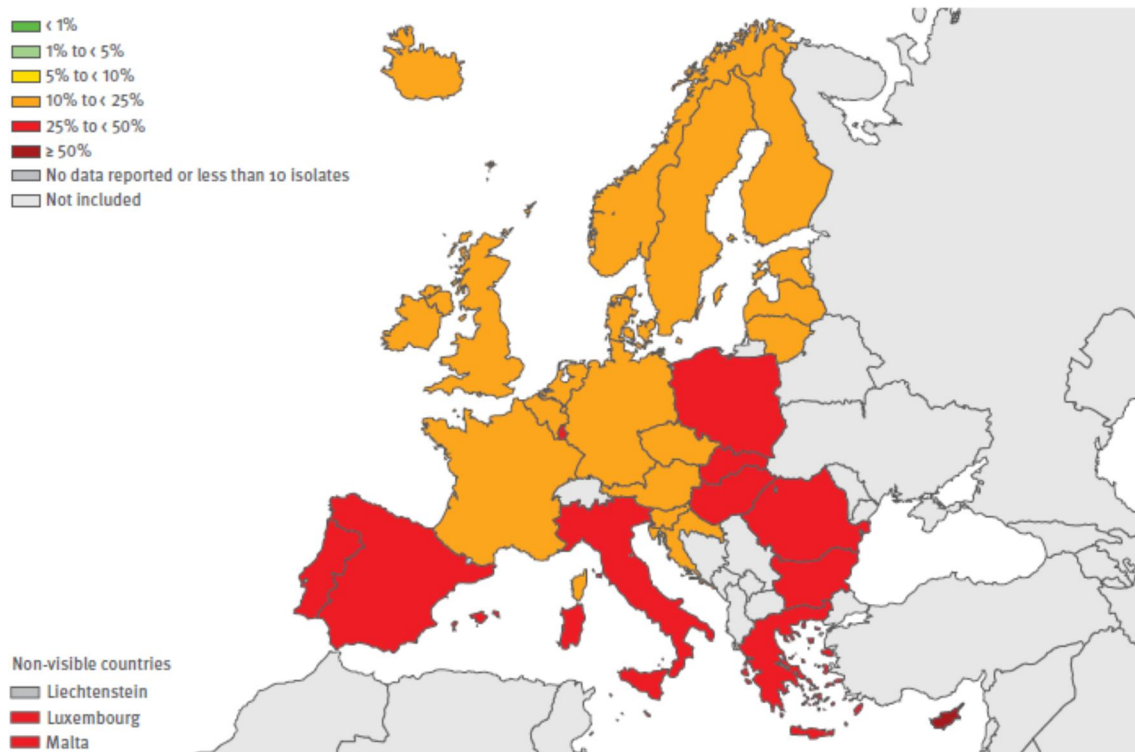 < 1%
1% to < 5%
5% to < 10%
10% to < 25%
25% to < 50%
≥ 50%
No data reported or less than 10 isolates
Not included
Non-visible countries
Liechtenstein
Luxembourg
Malta